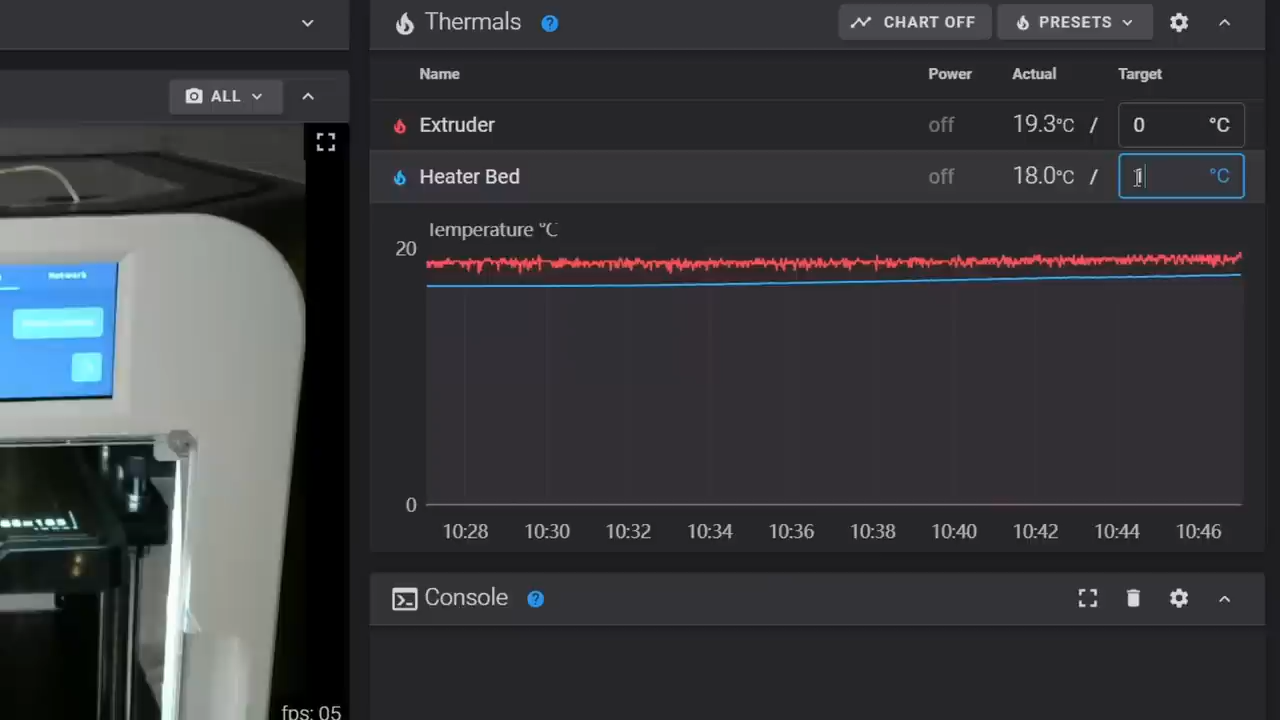 Thermals
CHART OFF
PRESETS
Name Power Actual Target
ALL
Extruder off 19.3°C / 0 °C
Heater Bed off 18.0°C / 1 °C
Temperature °C
20
Network
0
10:28 10:30 10:32 10:34 10:36 10:38 10:40 10:42 10:44 10:46
Console
fps: 05